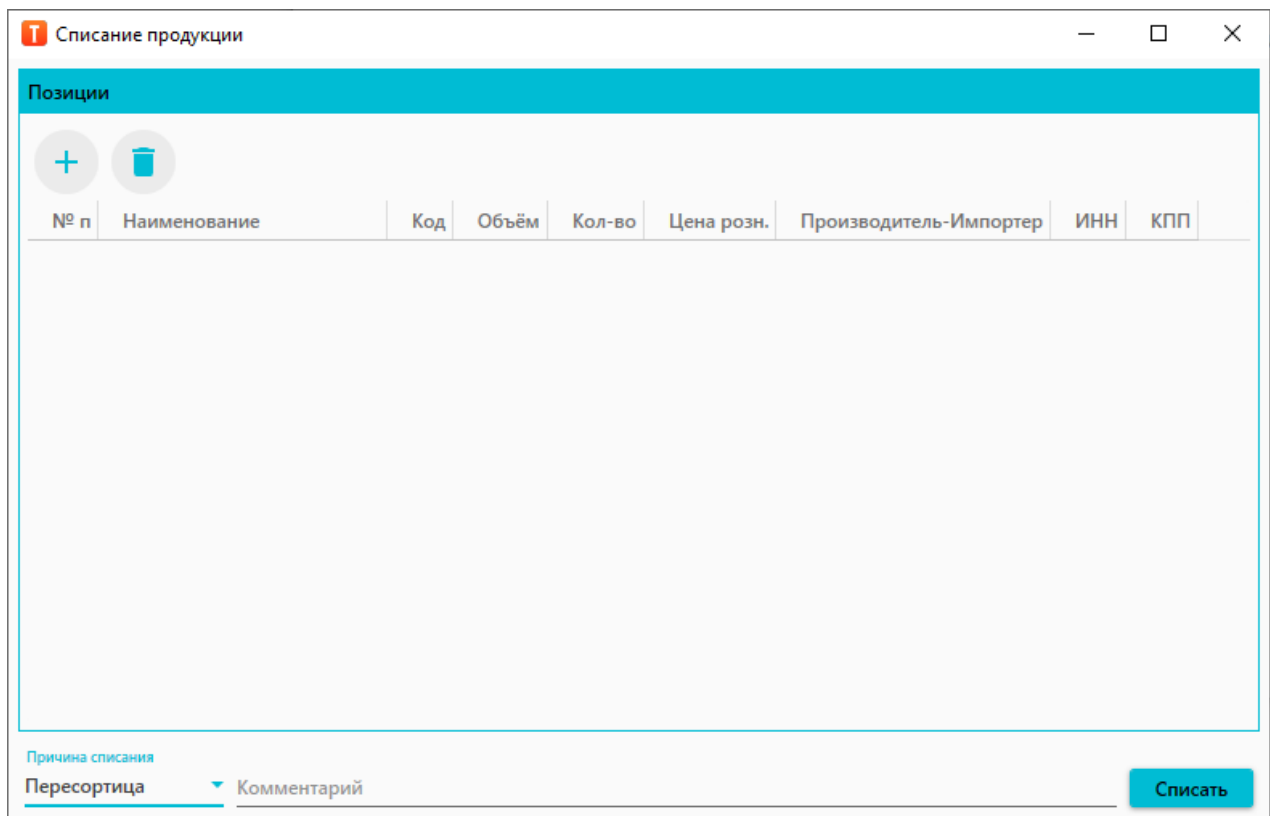 Списание продукции
Позиции
№ п Наименование Код Объём Кол-во Цена розн. Производитель-Импортер ИНН КПП
Причина списания
Пересортица Комментарий Списать